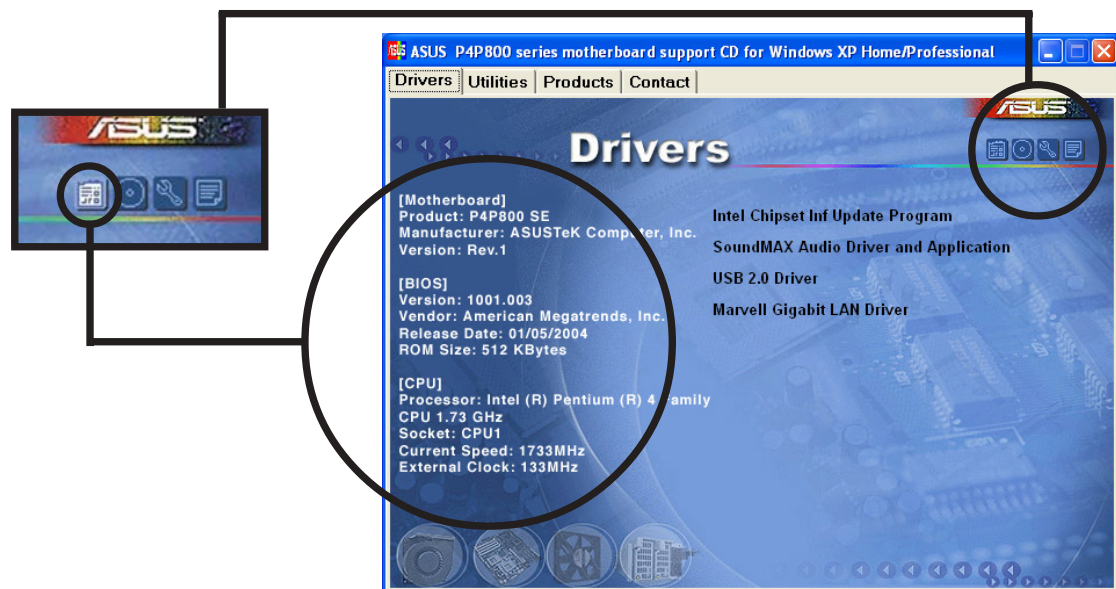 ASUS P4P800 series motherboard support CD for Windows XP Home/Professional
Drivers Utilities Products Contact
ASUS
ASUS
Drivers
[Motherboard]
Product: P4P800 SE
Manufacturer: ASUSTeK Computer, Inc.
Version: Rev.1
[BIOS]
Version: 1001.003
Vendor: American Megatrends, Inc.
Release Date: 01/05/2004
ROM Size: 512 KBytes
[CPU]
Processor: Intel (R) Pentium (R) 4 Family
CPU 1.73 GHz
Socket: CPU1
Current Speed: 1733MHz
External Clock: 133MHz
Intel Chipset Inf Update Program
SoundMAX Audio Driver and Application
USB 2.0 Driver
Marvell Gigabit LAN Driver